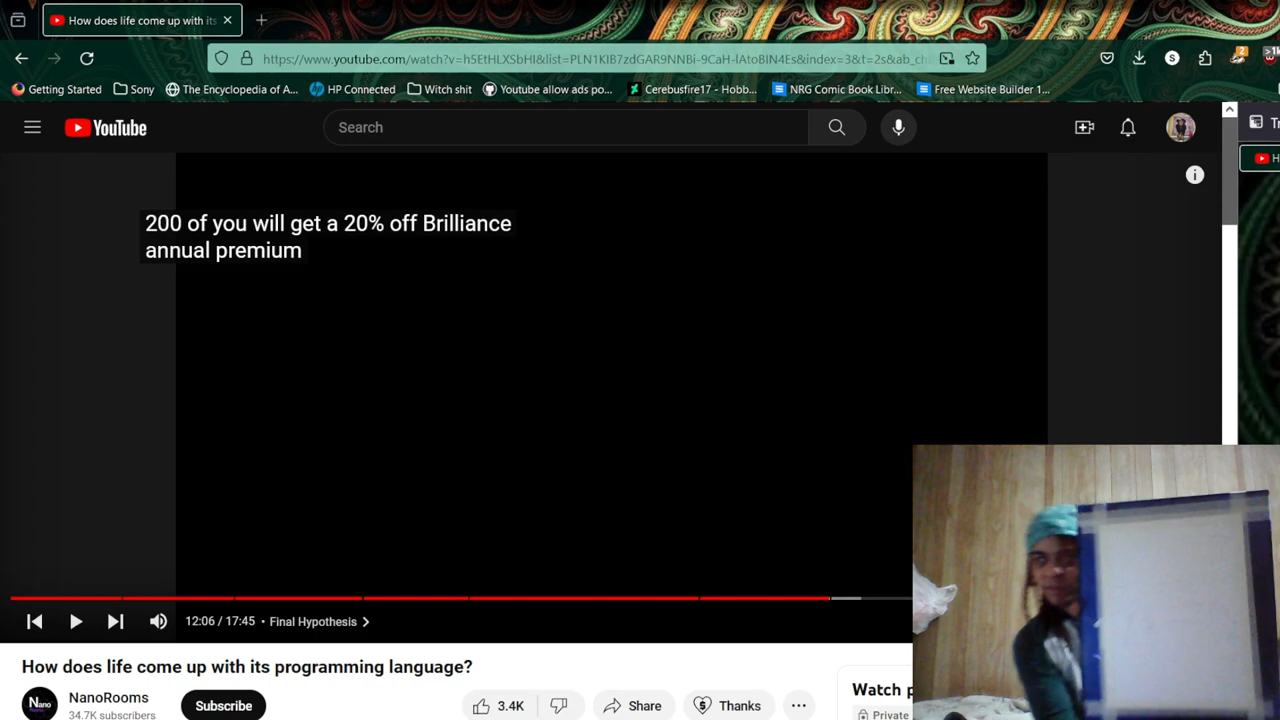 How does life come up with its
https://www.youtube.com/watch?v=h5EtHLXSbHI&list=PLN1KIB7zdGAR9NNBi-9CaH-lAtoBIN4Es&index=3&t=2s&ab_ch
2
>1k
Getting Started
Sony
The Encyclopedia of A...
HP Connected
Witch shit
Youtube allow ads po...
Cerebusfire17 - Hobb...
NRG Comic Book Libr...
Free Website Builder 1...
YouTube
Search
200 of you will get a 20% off Brilliance
annual premium
12:06 / 17:45 • Final Hypothesis
How does life come up with its programming language?
Nano
NanoRooms
34.7K subscribers
Subscribe
3.4K
Share
Thanks
Watch p
Private